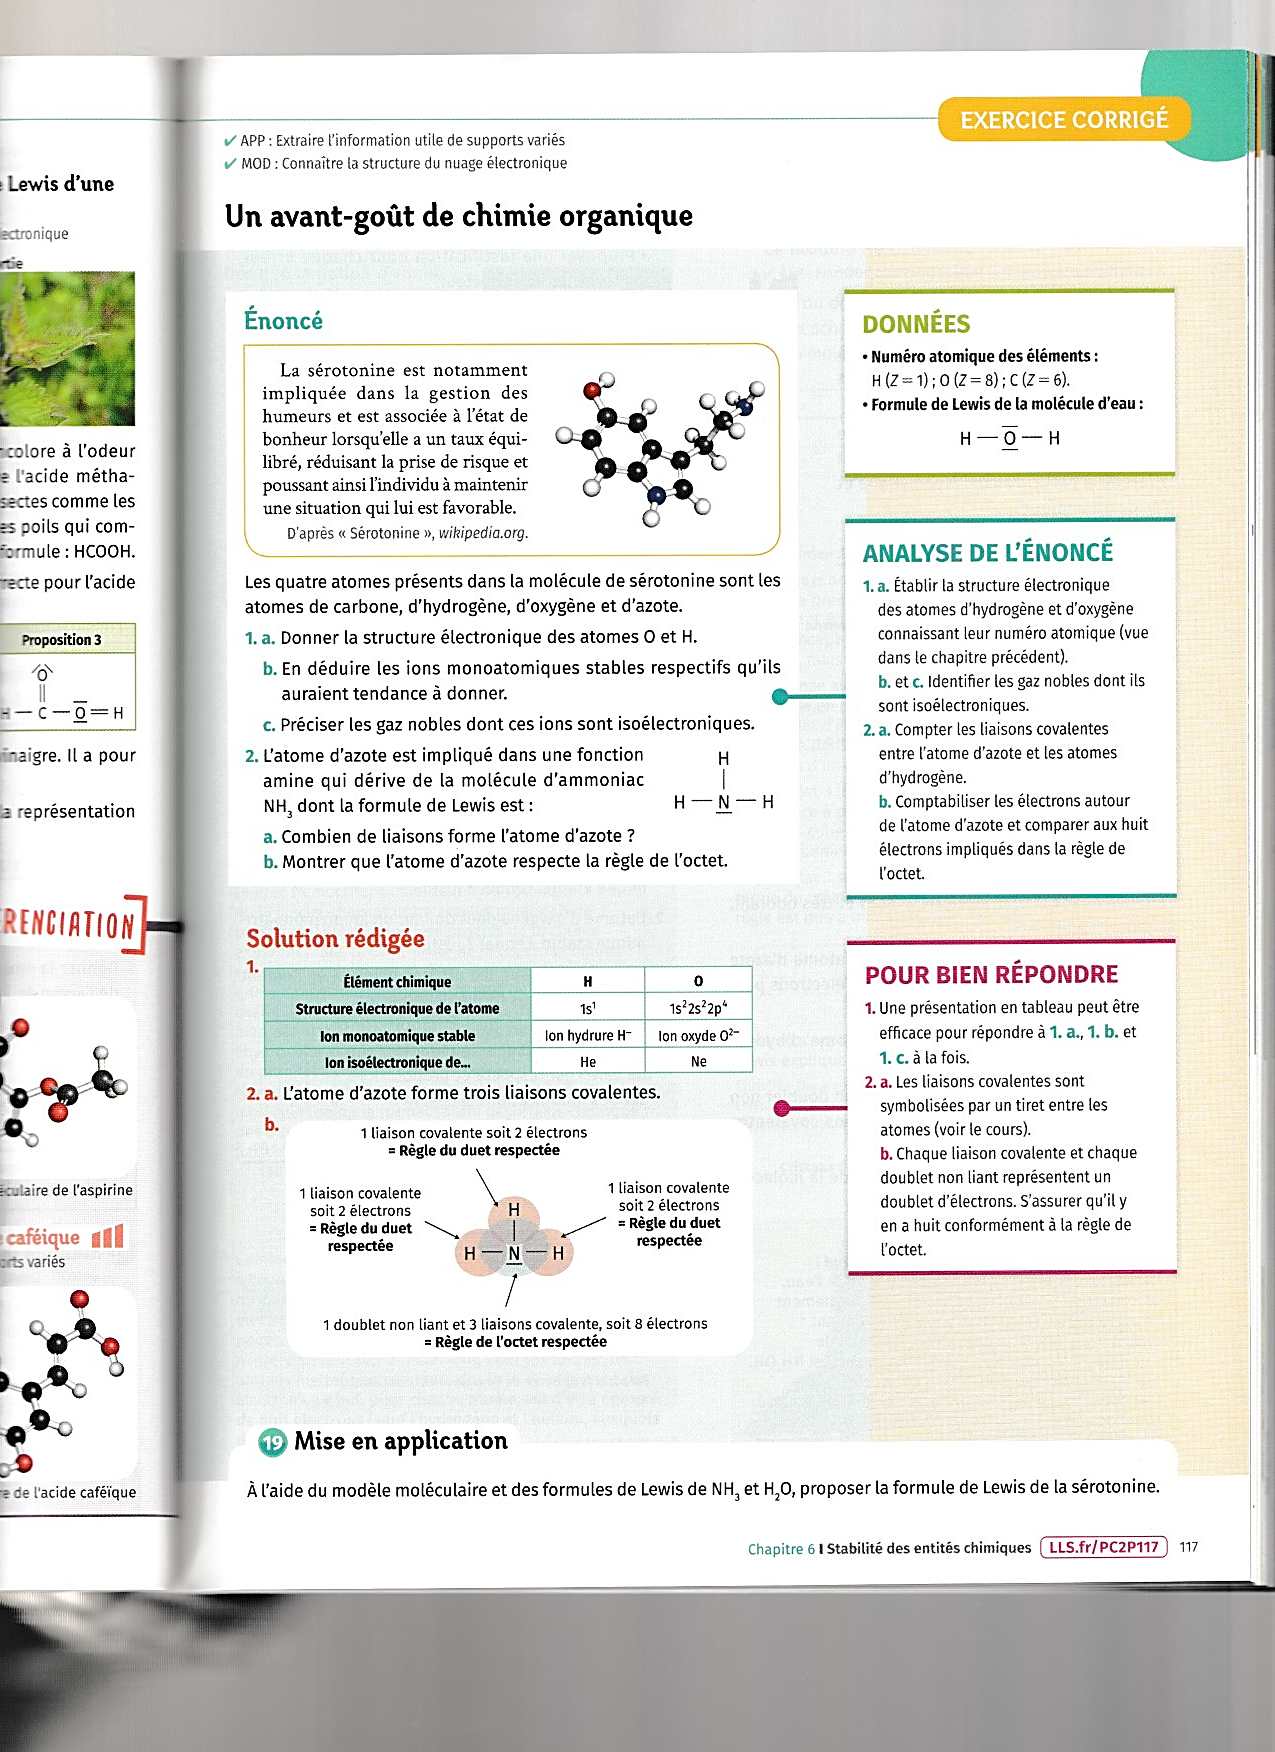 Lewis d'une
ectronique
rtie
colore à l'odeur
e l'acide métha-
sectes comme les
es poils qui com-
formule : HCOOH.
recte pour l'acide
Proposition 3
O
H — C — O = H
inaigre. Il a pour
la représentation
RENCIATION
éculaire de l'aspirine
caféique
orts variés
re de l'acide caféique
EXERCICE CORRIGÉ
✔ APP : Extraire l'information utile de supports variés
✔ MOD : Connaître la structure du nuage électronique
Un avant-goût de chimie organique
Énoncé
La sérotonine est notamment
impliquée dans la gestion des
humeurs et est associée à l'état de
bonheur lorsqu'elle a un taux équi-
libré, réduisant la prise de risque et
poussant ainsi l'individu à maintenir
une situation qui lui est favorable.
D'après « Sérotonine », wikipedia.org.
Les quatre atomes présents dans la molécule de sérotonine sont les
atomes de carbone, d'hydrogène, d'oxygène et d'azote.
1. a. Donner la structure électronique des atomes O et H.
b. En déduire les ions monoatomiques stables respectifs qu'ils
auraient tendance à donner.
c. Préciser les gaz nobles dont ces ions sont isoélectroniques.
2. L'atome d'azote est impliqué dans une fonction
amine qui dérive de la molécule d'ammoniac
NH3 dont la formule de Lewis est :
H
|
H — N — H
a. Combien de liaisons forme l'atome d'azote ?
b. Montrer que l'atome d'azote respecte la règle de l'octet.
DONNÉES
• Numéro atomique des éléments :
H (Z = 1) ; O (Z = 8) ; C (Z = 6).
• Formule de Lewis de la molécule d'eau :
H — O — H
ANALYSE DE L'ÉNONCÉ
1. a. Établir la structure électronique
des atomes d'hydrogène et d'oxygène
connaissant leur numéro atomique (vue
dans le chapitre précédent).
b. et c. Identifier les gaz nobles dont ils
sont isoélectroniques.
2. a. Compter les liaisons covalentes
entre l'atome d'azote et les atomes
d'hydrogène.
b. Comptabiliser les électrons autour
de l'atome d'azote et comparer aux huit
électrons impliqués dans la règle de
l'octet.
Solution rédigée
1.
Élément chimique H O
Structure électronique de l'atome 1s¹ 1s²2s²2p⁴
Ion monoatomique stable Ion hydrure H⁻ Ion oxyde O²⁻
Ion isoélectronique de... He Ne
2. a. L'atome d'azote forme trois liaisons covalentes.
b.
1 liaison covalente soit 2 électrons
= Règle du duet respectée
1 liaison covalente
soit 2 électrons
= Règle du duet
respectée
1 liaison covalente
soit 2 électrons
= Règle du duet
respectée
H
|
H — N — H
1 doublet non liant et 3 liaisons covalente, soit 8 électrons
= Règle de l'octet respectée
POUR BIEN RÉPONDRE
1. Une présentation en tableau peut être
efficace pour répondre à 1. a., 1. b. et
1. c. à la fois.
2. a. Les liaisons covalentes sont
symbolisées par un tiret entre les
atomes (voir le cours).
b. Chaque liaison covalente et chaque
doublet non liant représentent un
doublet d'électrons. S'assurer qu'il y
en a huit conformément à la règle de
l'octet.
19 Mise en application
À l'aide du modèle moléculaire et des formules de Lewis de NH3 et H2O, proposer la formule de Lewis de la sérotonine.
Chapitre 6 I Stabilité des entités chimiques LLS.fr/PC2P117 117